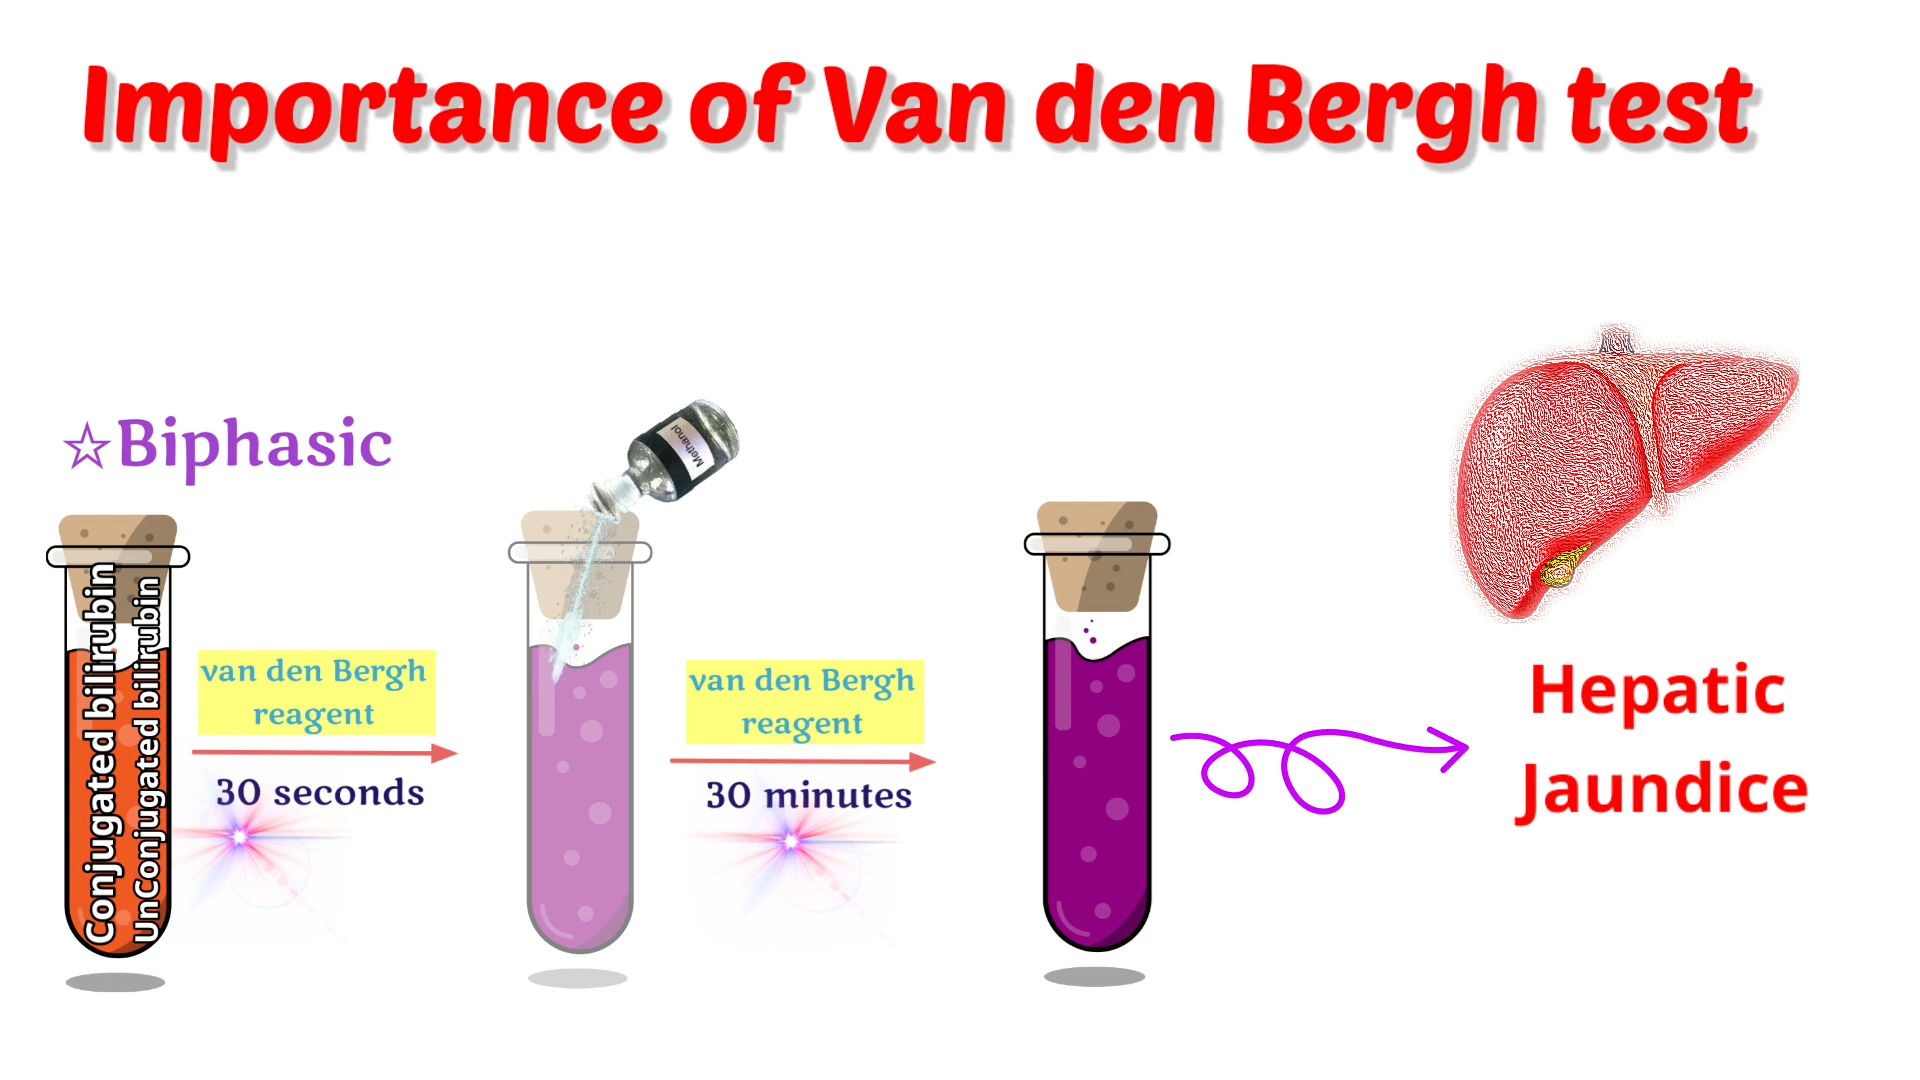 Importance of Van den Bergh test
☆Biphasic
Conjugated bilirubin
UnConjugated bilirubin
van den Bergh
reagent
30 seconds
Methanol
van den Bergh
reagent
30 minutes
Hepatic
Jaundice